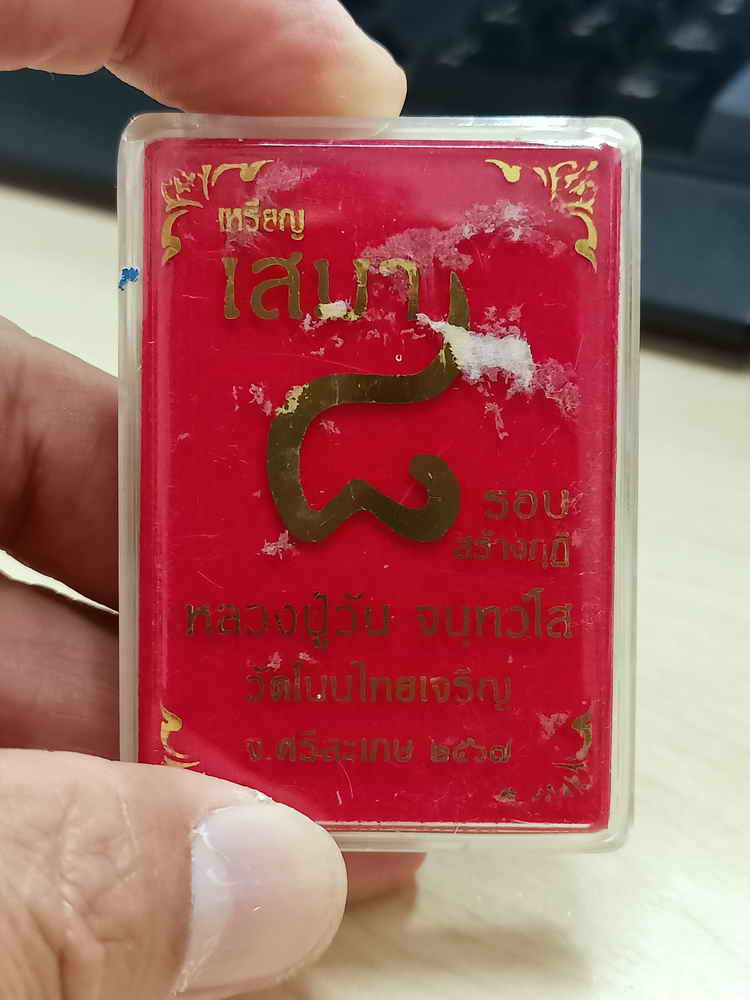 เหรียญ
เสมา
๘
รอบ
สร้างกุฏิ
หลวงปู่วัน จนฺทวํโส
วัดโนนไทยเจริญ
จ.ศรีสะเกษ ๒๕๖๗